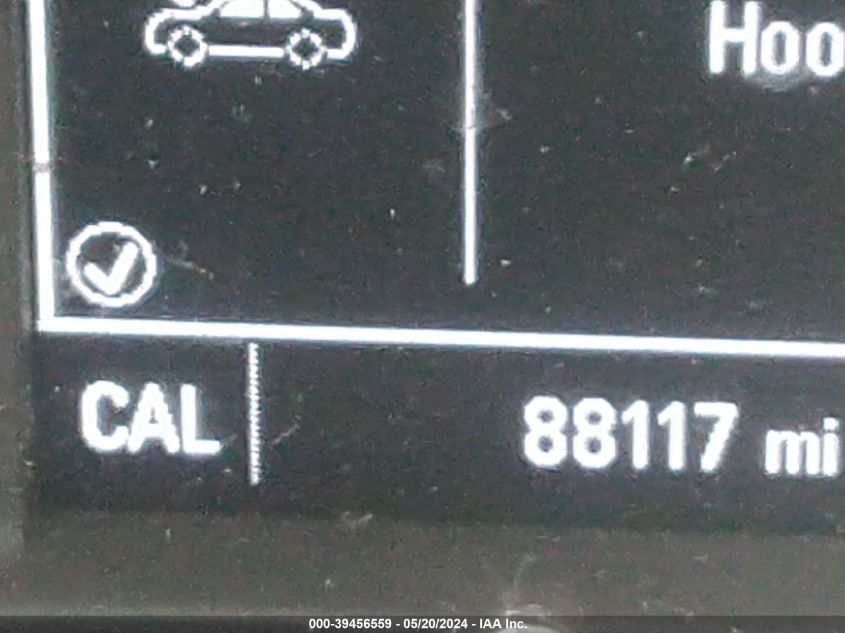 Hoo
CAL
88117 mi
000-39456559 - 05/20/2024 - IAA Inc.